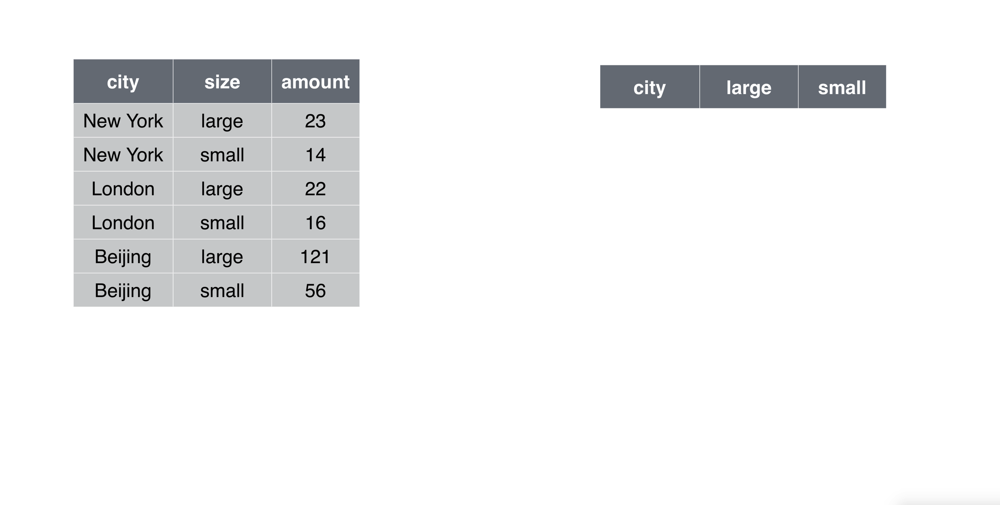 city size amount
New York large 23
New York small 14
London large 22
London small 16
Beijing large 121
Beijing small 56
city large small